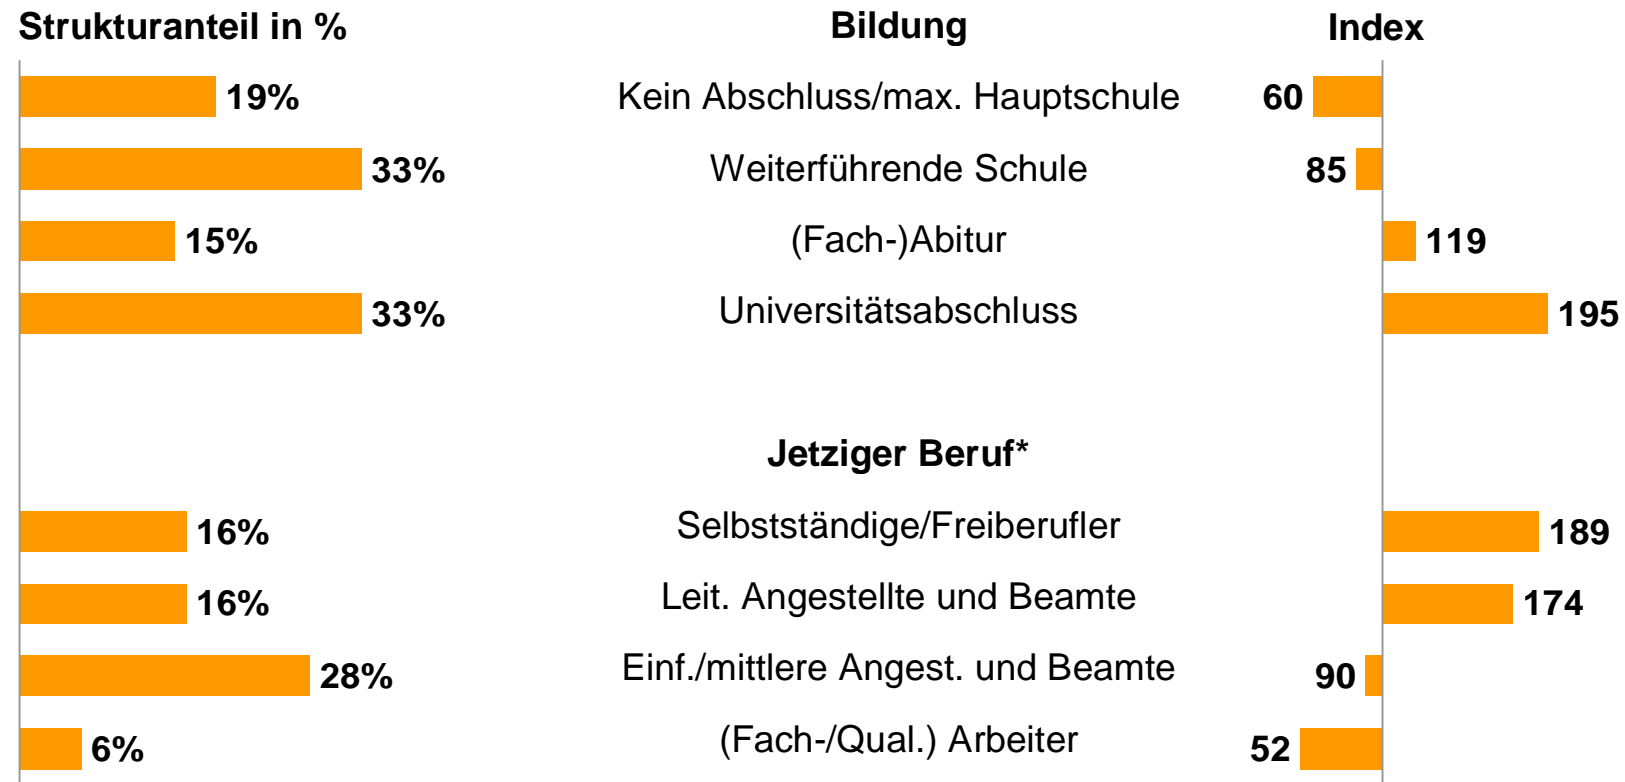 Strukturanteil in % Bildung Index
19% Kein Abschluss/max. Hauptschule 60
33% Weiterführende Schule 85
15% (Fach-)Abitur 119
33% Universitätsabschluss 195
Jetziger Beruf*
16% Selbstständige/Freiberufler 189
16% Leit. Angestellte und Beamte 174
28% Einf./mittlere Angest. und Beamte 90
6% (Fach-/Qual.) Arbeiter 52